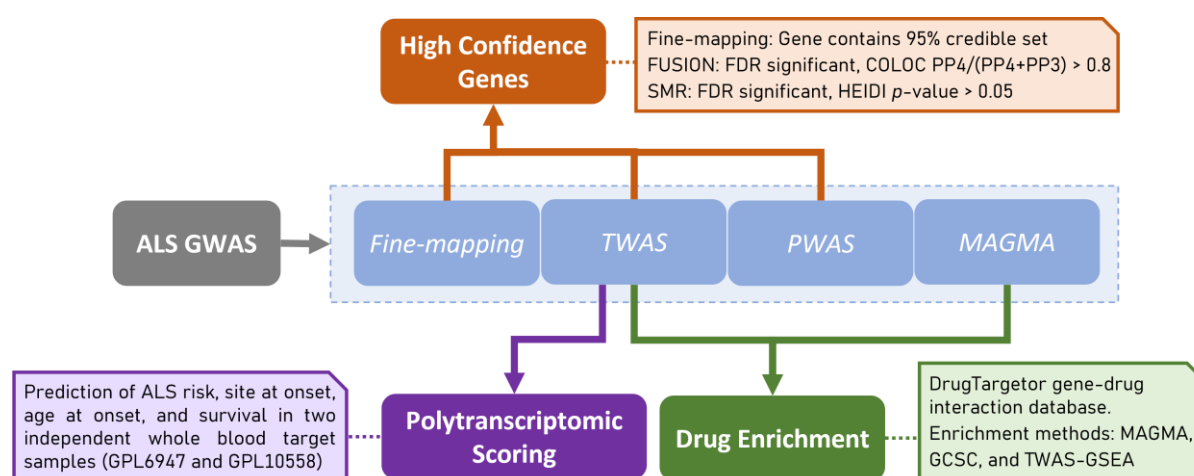 High Confidence
Genes
Fine-mapping: Gene contains 95% credible set
FUSION: FDR significant, COLOC PP4/(PP4+PP3) > 0.8
SMR: FDR significant, HEIDI p-value > 0.05
ALS GWAS
Fine-mapping
TWAS
PWAS
MAGMA
Prediction of ALS risk, site at onset,
age at onset, and survival in two
independent whole blood target
samples (GPL6947 and GPL10558)
Polytranscriptomic
Scoring
Drug Enrichment
DrugTargetor gene-drug
interaction database.
Enrichment methods: MAGMA,
GCSC, and TWAS-GSEA